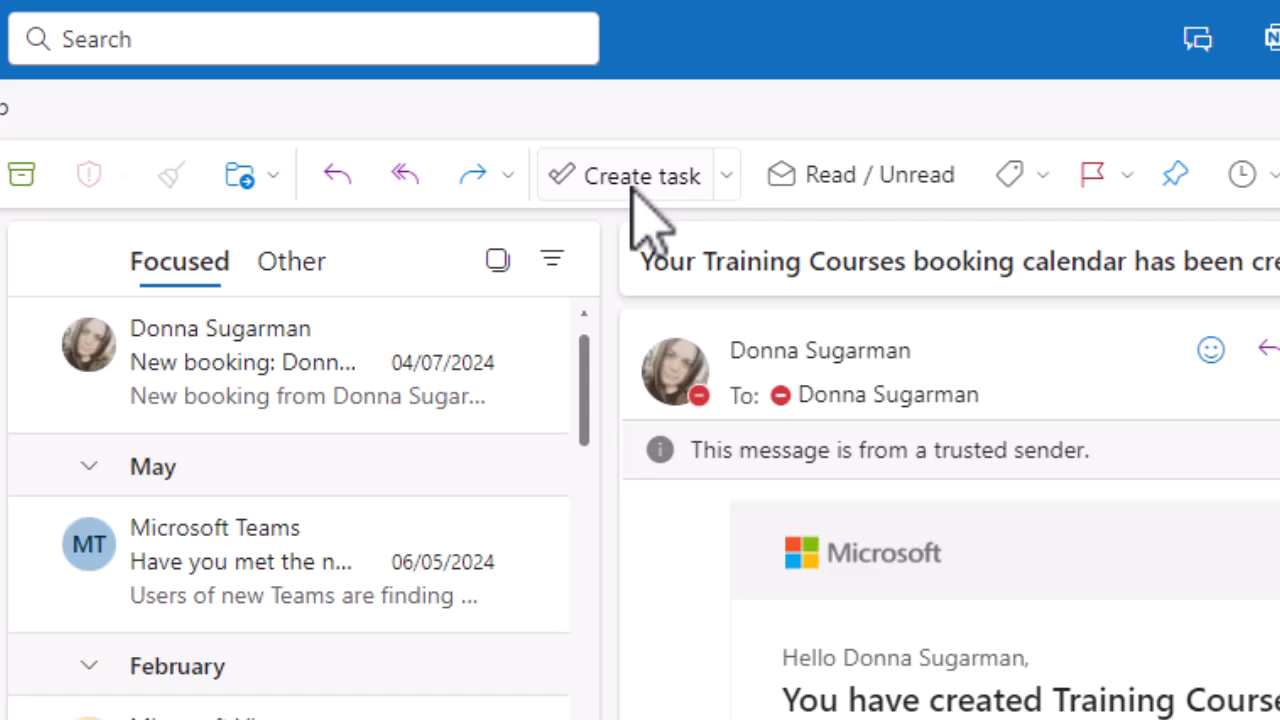 Search
Create task
Read / Unread
Focused
Other
Your Training Courses booking calendar has been
Donna Sugarman
New booking: Donn...
04/07/2024
New booking from Donna Sugar...
May
MT
Microsoft Teams
Have you met the n...
06/05/2024
Users of new Teams are finding ...
February
Donna Sugarman
To: Donna Sugarman
This message is from a trusted sender.
Microsoft
Hello Donna Sugarman,
You have created Training Course